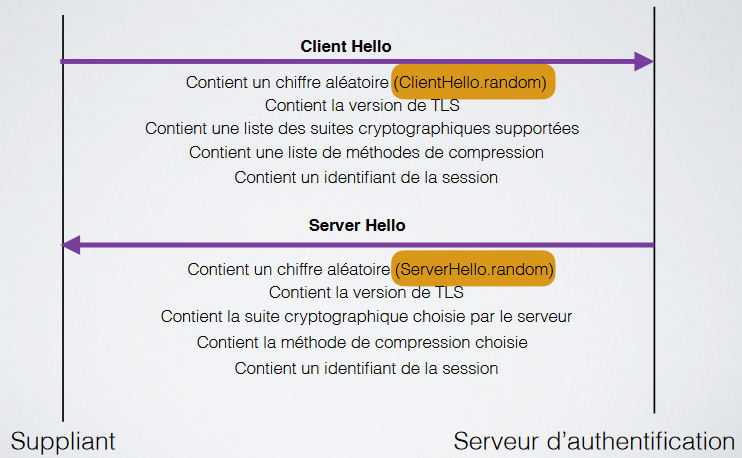 Client Hello
Contient un chiffre aléatoire (ClientHello.random)
Contient la version de TLS
Contient une liste des suites cryptographiques supportées
Contient une liste de méthodes de compression
Contient un identifiant de la session
Server Hello
Contient un chiffre aléatoire (ServerHello.random)
Contient la version de TLS
Contient la suite cryptographique choisie par le serveur
Contient la méthode de compression choisie
Contient un identifiant de la session
Suppliant
Serveur d’authentification